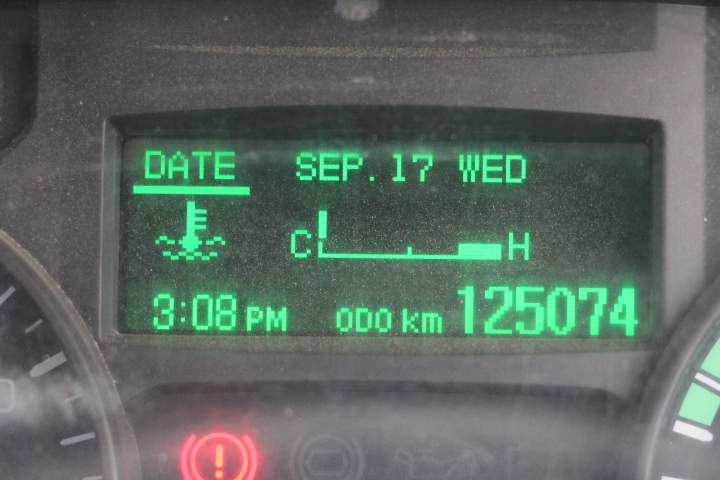 DATE SEP. 17 WED
C H
3:08 PM ODO km 125074
!